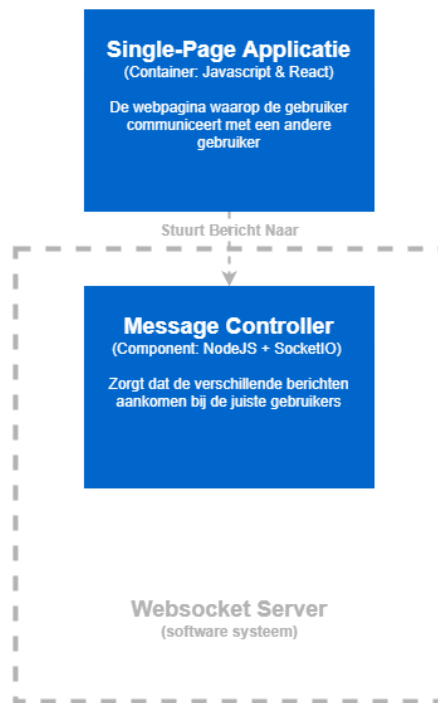 Single-Page Applicatie
(Container: Javascript & React)
De webpagina waarop de gebruiker
communiceert met een andere
gebruiker
Stuurt Bericht Naar
Message Controller
(Component: NodeJS + SocketIO)
Zorgt dat de verschillende berichten
aankomen bij de juiste gebruikers
Websocket Server
(software systeem)